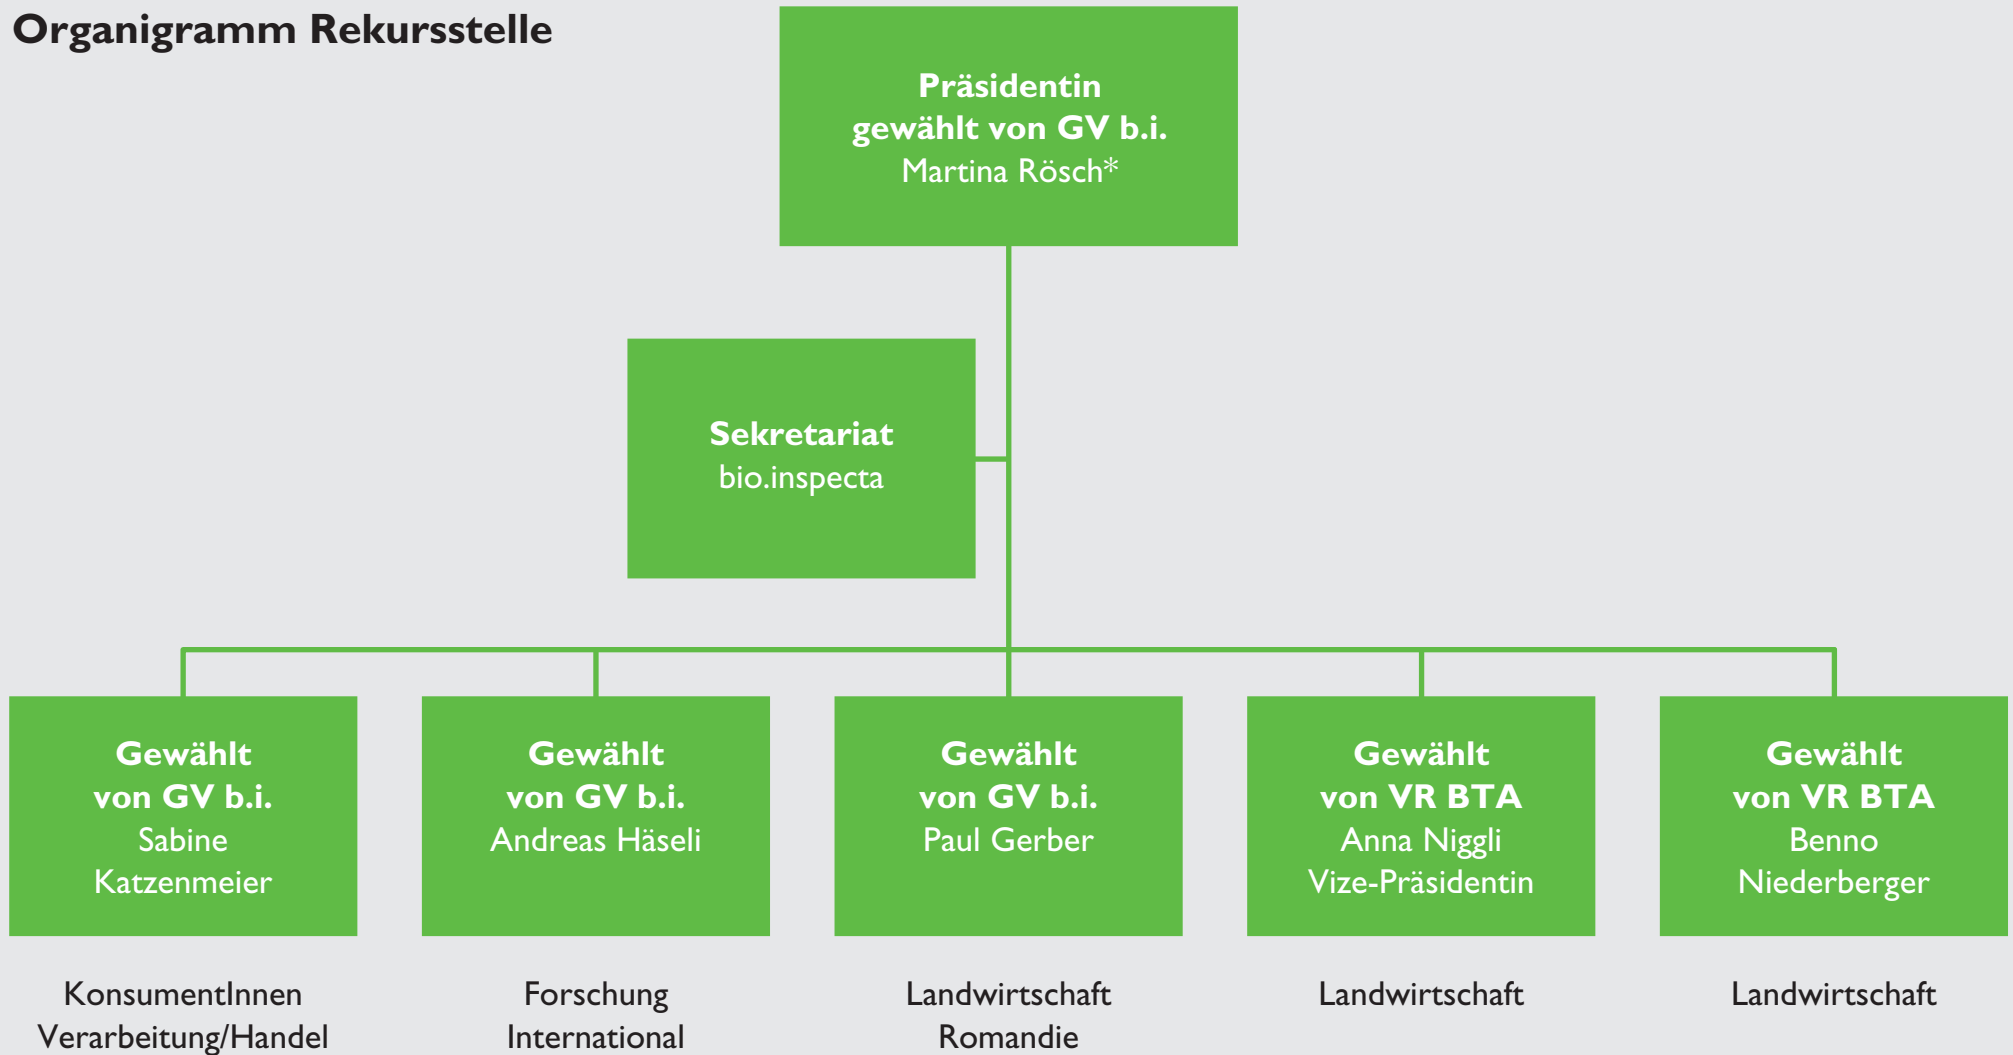 Organigramm Rekursstelle
Präsidentin
gewählt von GV b.i.
Martina Rösch*
Sekretariat
bio.inspecta
Gewählt
von GV b.i.
Sabine
Katzenmeier
Gewählt
von GV b.i.
Andreas Häseli
Gewählt
von GV b.i.
Paul Gerber
Gewählt
von VR BTA
Anna Niggli
Vize-Präsidentin
Gewählt
von VR BTA
Benno
Niederberger
KonsumentInnen
Verarbeitung/Handel
Forschung
International
Landwirtschaft
Romandie
Landwirtschaft
Landwirtschaft